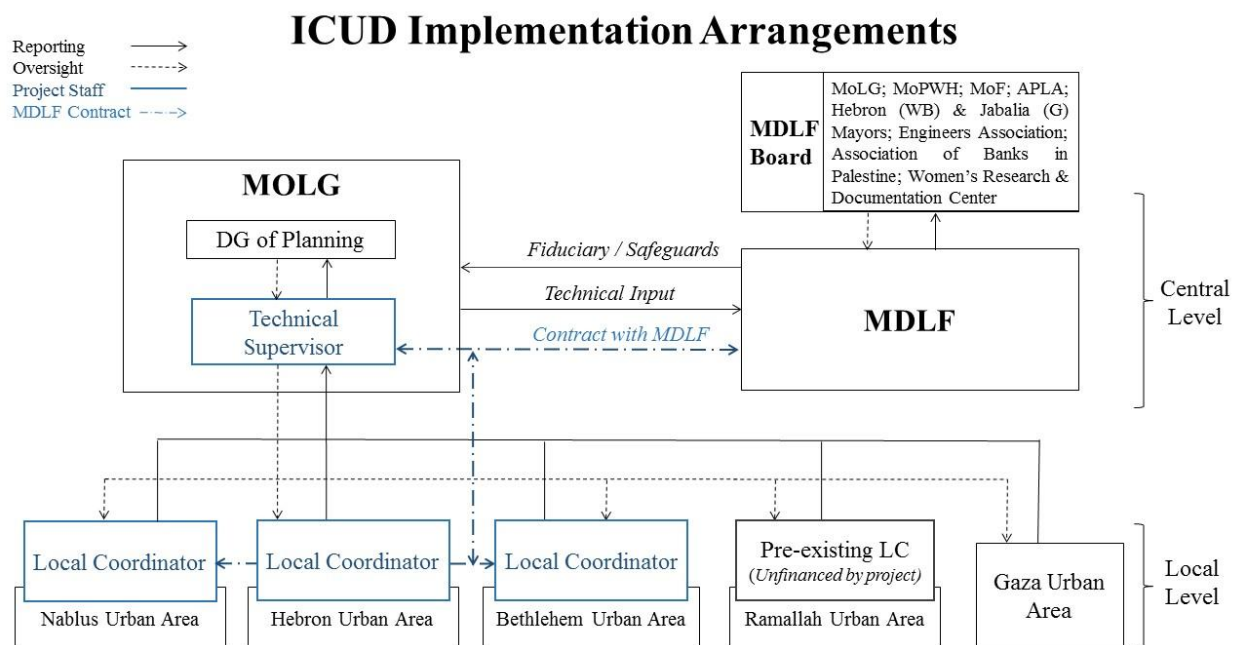 ICUD Implementation Arrangements
Reporting
Oversight
Project Staff
MDLF Contract
MDLF
Board
MoLG; MoPWH; MoF; APLA;
Hebron (WB) & Jabalia (G)
Mayors; Engineers Association;
Association of Banks in
Palestine; Women's Research &
Documentation Center
MOLG
DG of Planning
Technical
Supervisor
Fiduciary / Safeguards
Technical Input
Contract with MDLF
MDLF
Central
Level
Local Coordinator
Local Coordinator
Local Coordinator
Pre-existing LC
(Unfinanced by project)
Gaza Urban
Area
Nablus Urban Area
Hebron Urban Area
Bethlehem Urban Area
Ramallah Urban Area
Local
Level